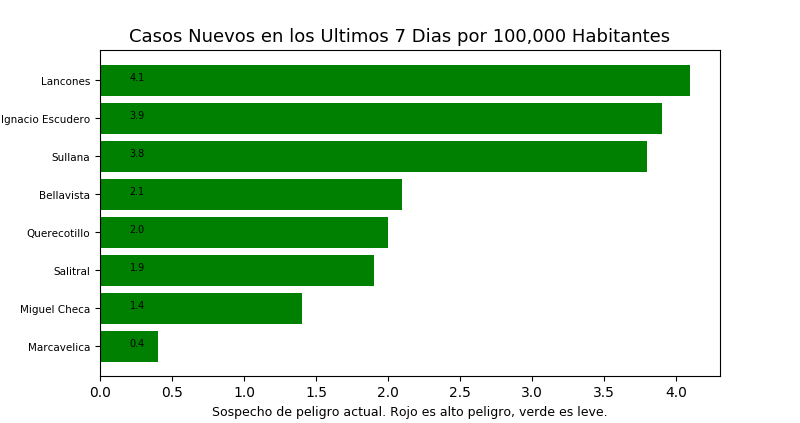 Casos Nuevos en los Ultimos 7 Dias por 100,000 Habitantes
Lancones 4.1
Ignacio Escudero 3.9
Sullana 3.8
Bellavista 2.1
Querecotillo 2.0
Salitral 1.9
Miguel Checa 1.4
Marcavelica 0.4
0.0 0.5 1.0 1.5 2.0 2.5 3.0 3.5 4.0
Sospecho de peligro actual. Rojo es alto peligro, verde es leve.